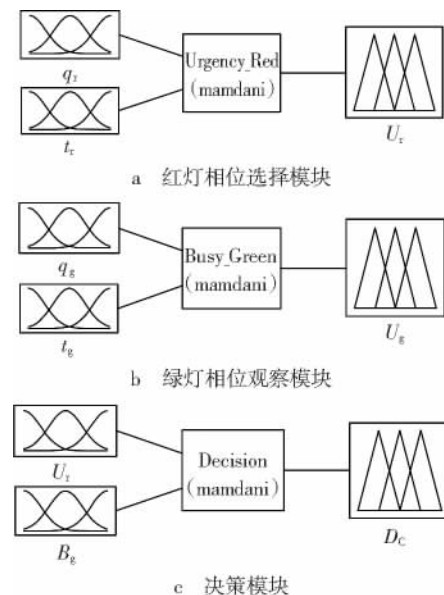 q_r
Urgency_Red
(mamdani)
t_r
U_r
a 红灯相位选择模块
q_g
Busy_Green
(mamdani)
t_g
U_g
b 绿灯相位观察模块
U_r
Decision
(mamdani)
B_g
D_C
c 决策模块